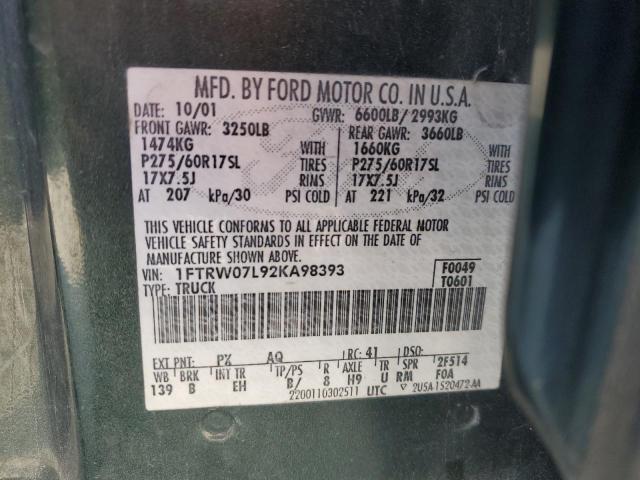 MFD. BY FORD MOTOR CO. IN U.S.A.
DATE: 10/01 GVWR: 6600LB/ 2993KG
FRONT GAWR: 3250LB REAR GAWR: 3660LB
1474KG 1660KG
P275/60R17SL TIRES P275/60R17SL TIRES
17X7.5J RIMS 17X7.5J RIMS
AT 207 kPa/30 PSI COLD AT 221 kPa/32 PSI COLD
THIS VEHICLE CONFORMS TO ALL APPLICABLE FEDERAL MOTOR
VEHICLE SAFETY STANDARDS IN EFFECT ON THE DATE OF
MANUFACTURE SHOWN ABOVE.
VIN: 1FTRW07L92KA98393 F0049
TYPE: TRUCK T0601
EXT PNT: PX AQ RC: 41 DSO:
WB BRK INT TR TP/PS R AXLE TR SPR 2F514
139 B EH B/ 8 H9 U RM F0A
2200110302511 UTC ▽ 2U5A-1520472-AA